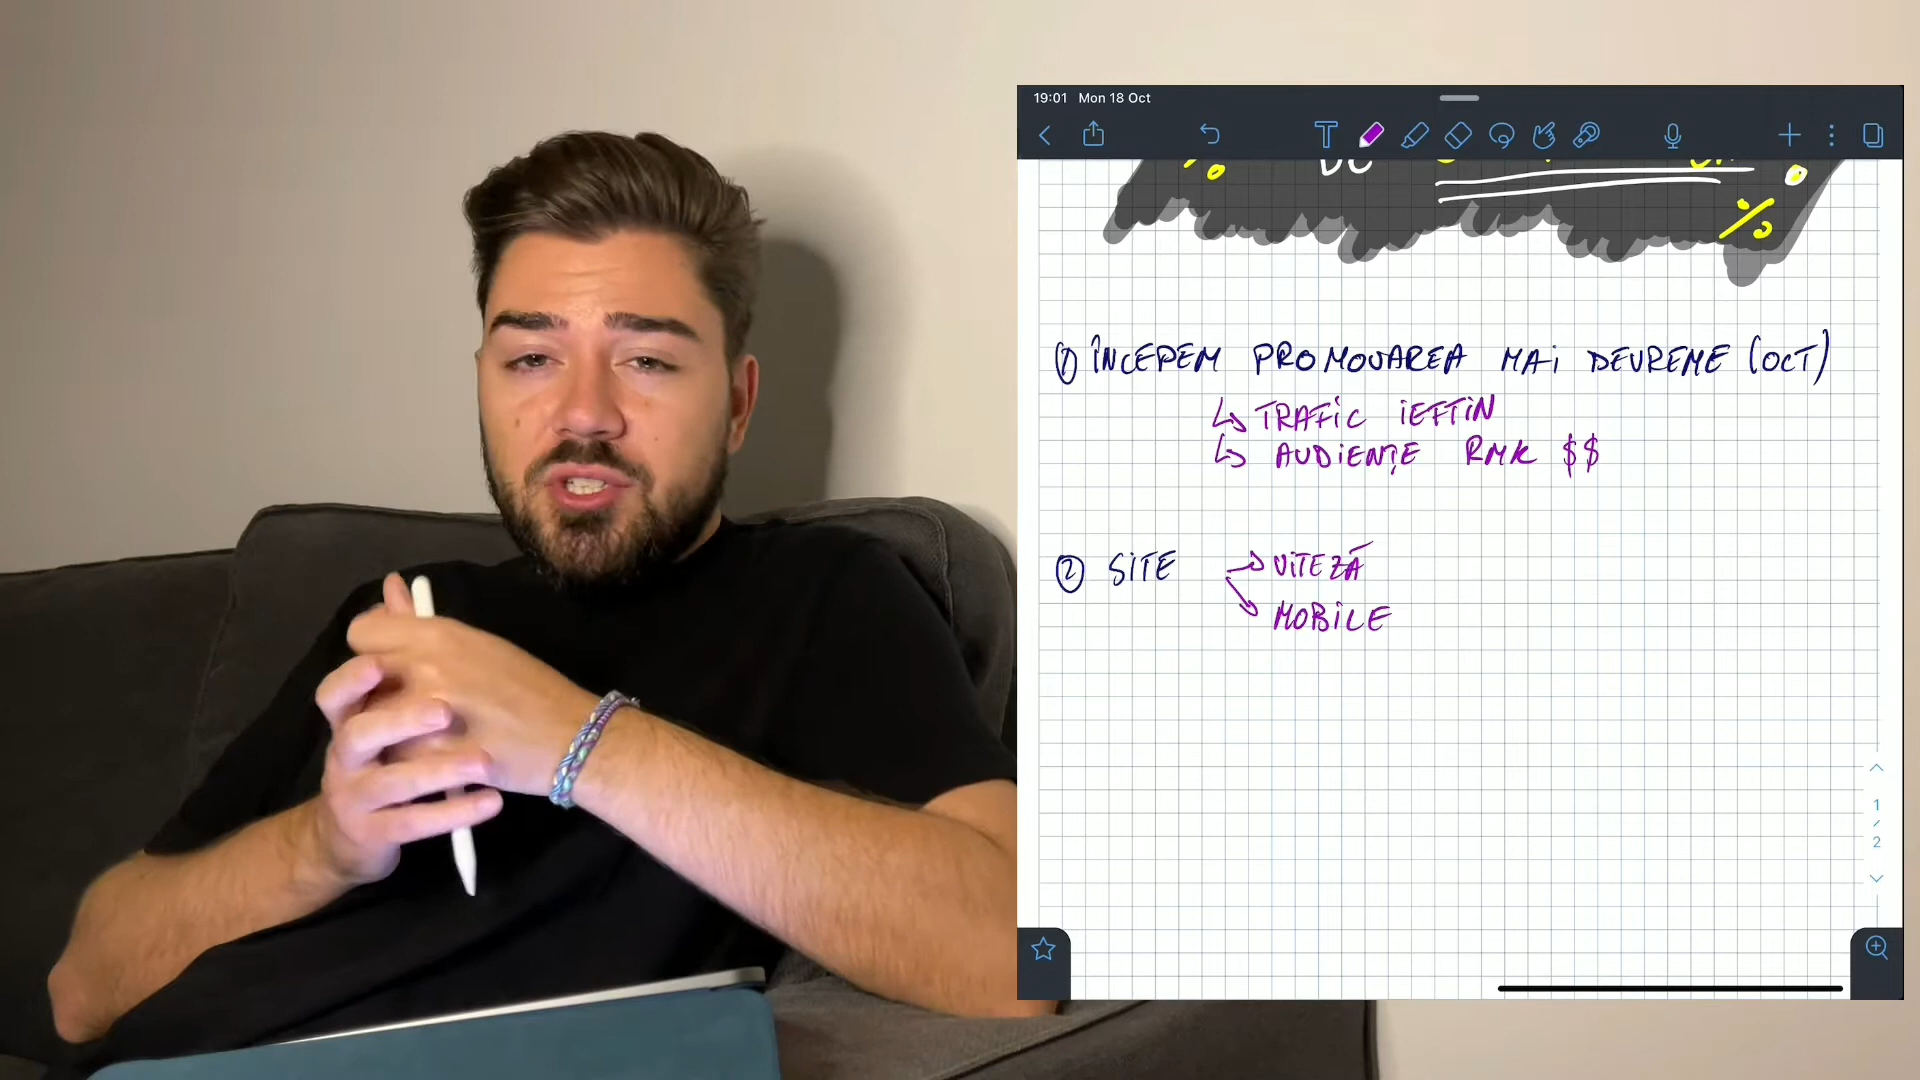 19:01 Mon 18 Oct
① ÎNCEPEM PROMOVAREA MAI DEVREME (OCT)
↳ TRAFIC IEFTIN
↳ AUDIENȚE RMK $$
② SITE → VITEZĂ
→ MOBILE
1
/
2